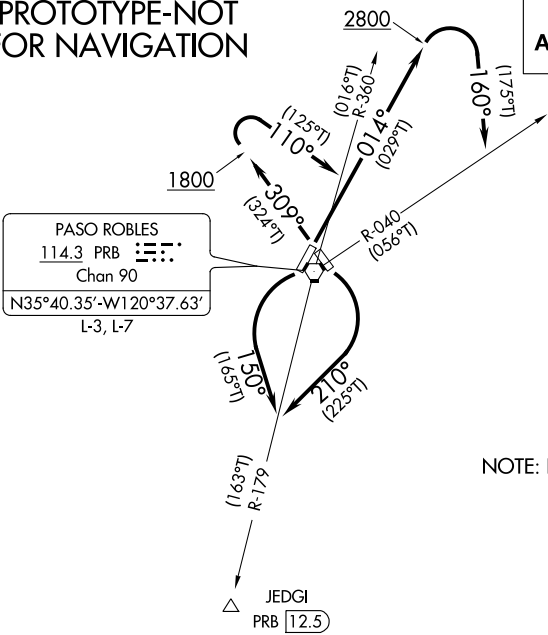 PROTOTYPE-NOT
FOR NAVIGATION
2800
A
160°
(175°T)
(016°T)
R-360
014°
(029°T)
(125°T)
110°
1800
309°
(324°T)
R-040
(056°T)
PASO ROBLES
114.3 PRB
Chan 90
N35°40.35'-W120°37.63'
L-3, L-7
150°
(165°T)
210°
(225°T)
NOTE:
(163°T)
R-179
JEDGI
PRB 12.5